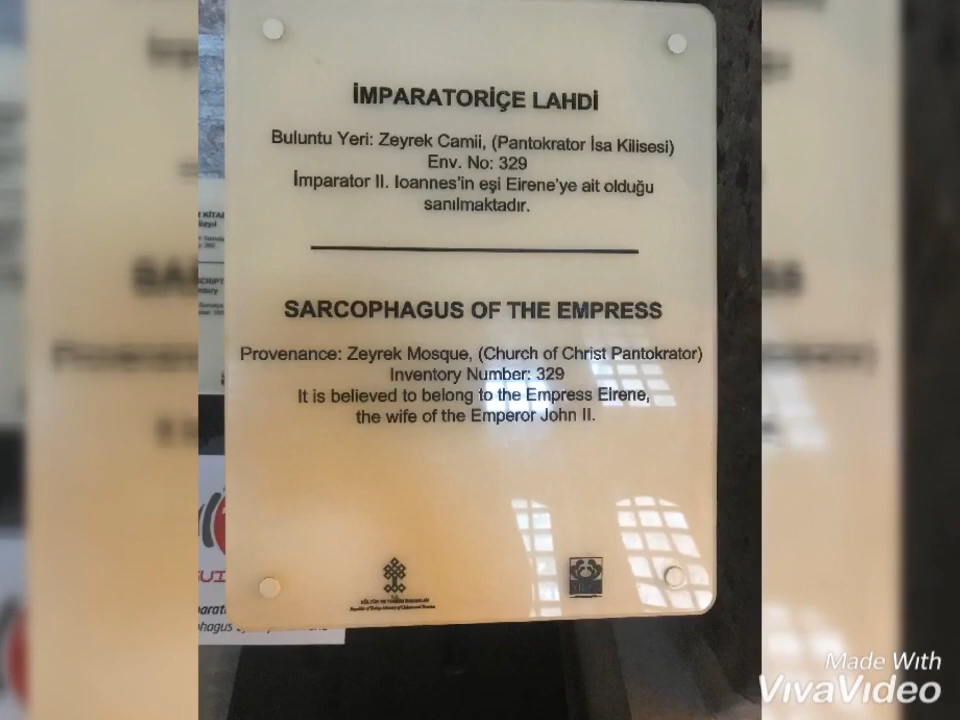 İMPARATORİÇE LAHDİ
Buluntu Yeri: Zeyrek Camii, (Pantokrator İsa Kilisesi)
Env. No: 329
İmparator II. Ioannes'in eşi Eirene'ye ait olduğu
sanılmaktadır.
SARCOPHAGUS OF THE EMPRESS
Provenance: Zeyrek Mosque, (Church of Christ Pantokrator)
Inventory Number: 329
It is believed to belong to the Empress Eirene,
the wife of the Emperor John II.
Made With
VivaVideo